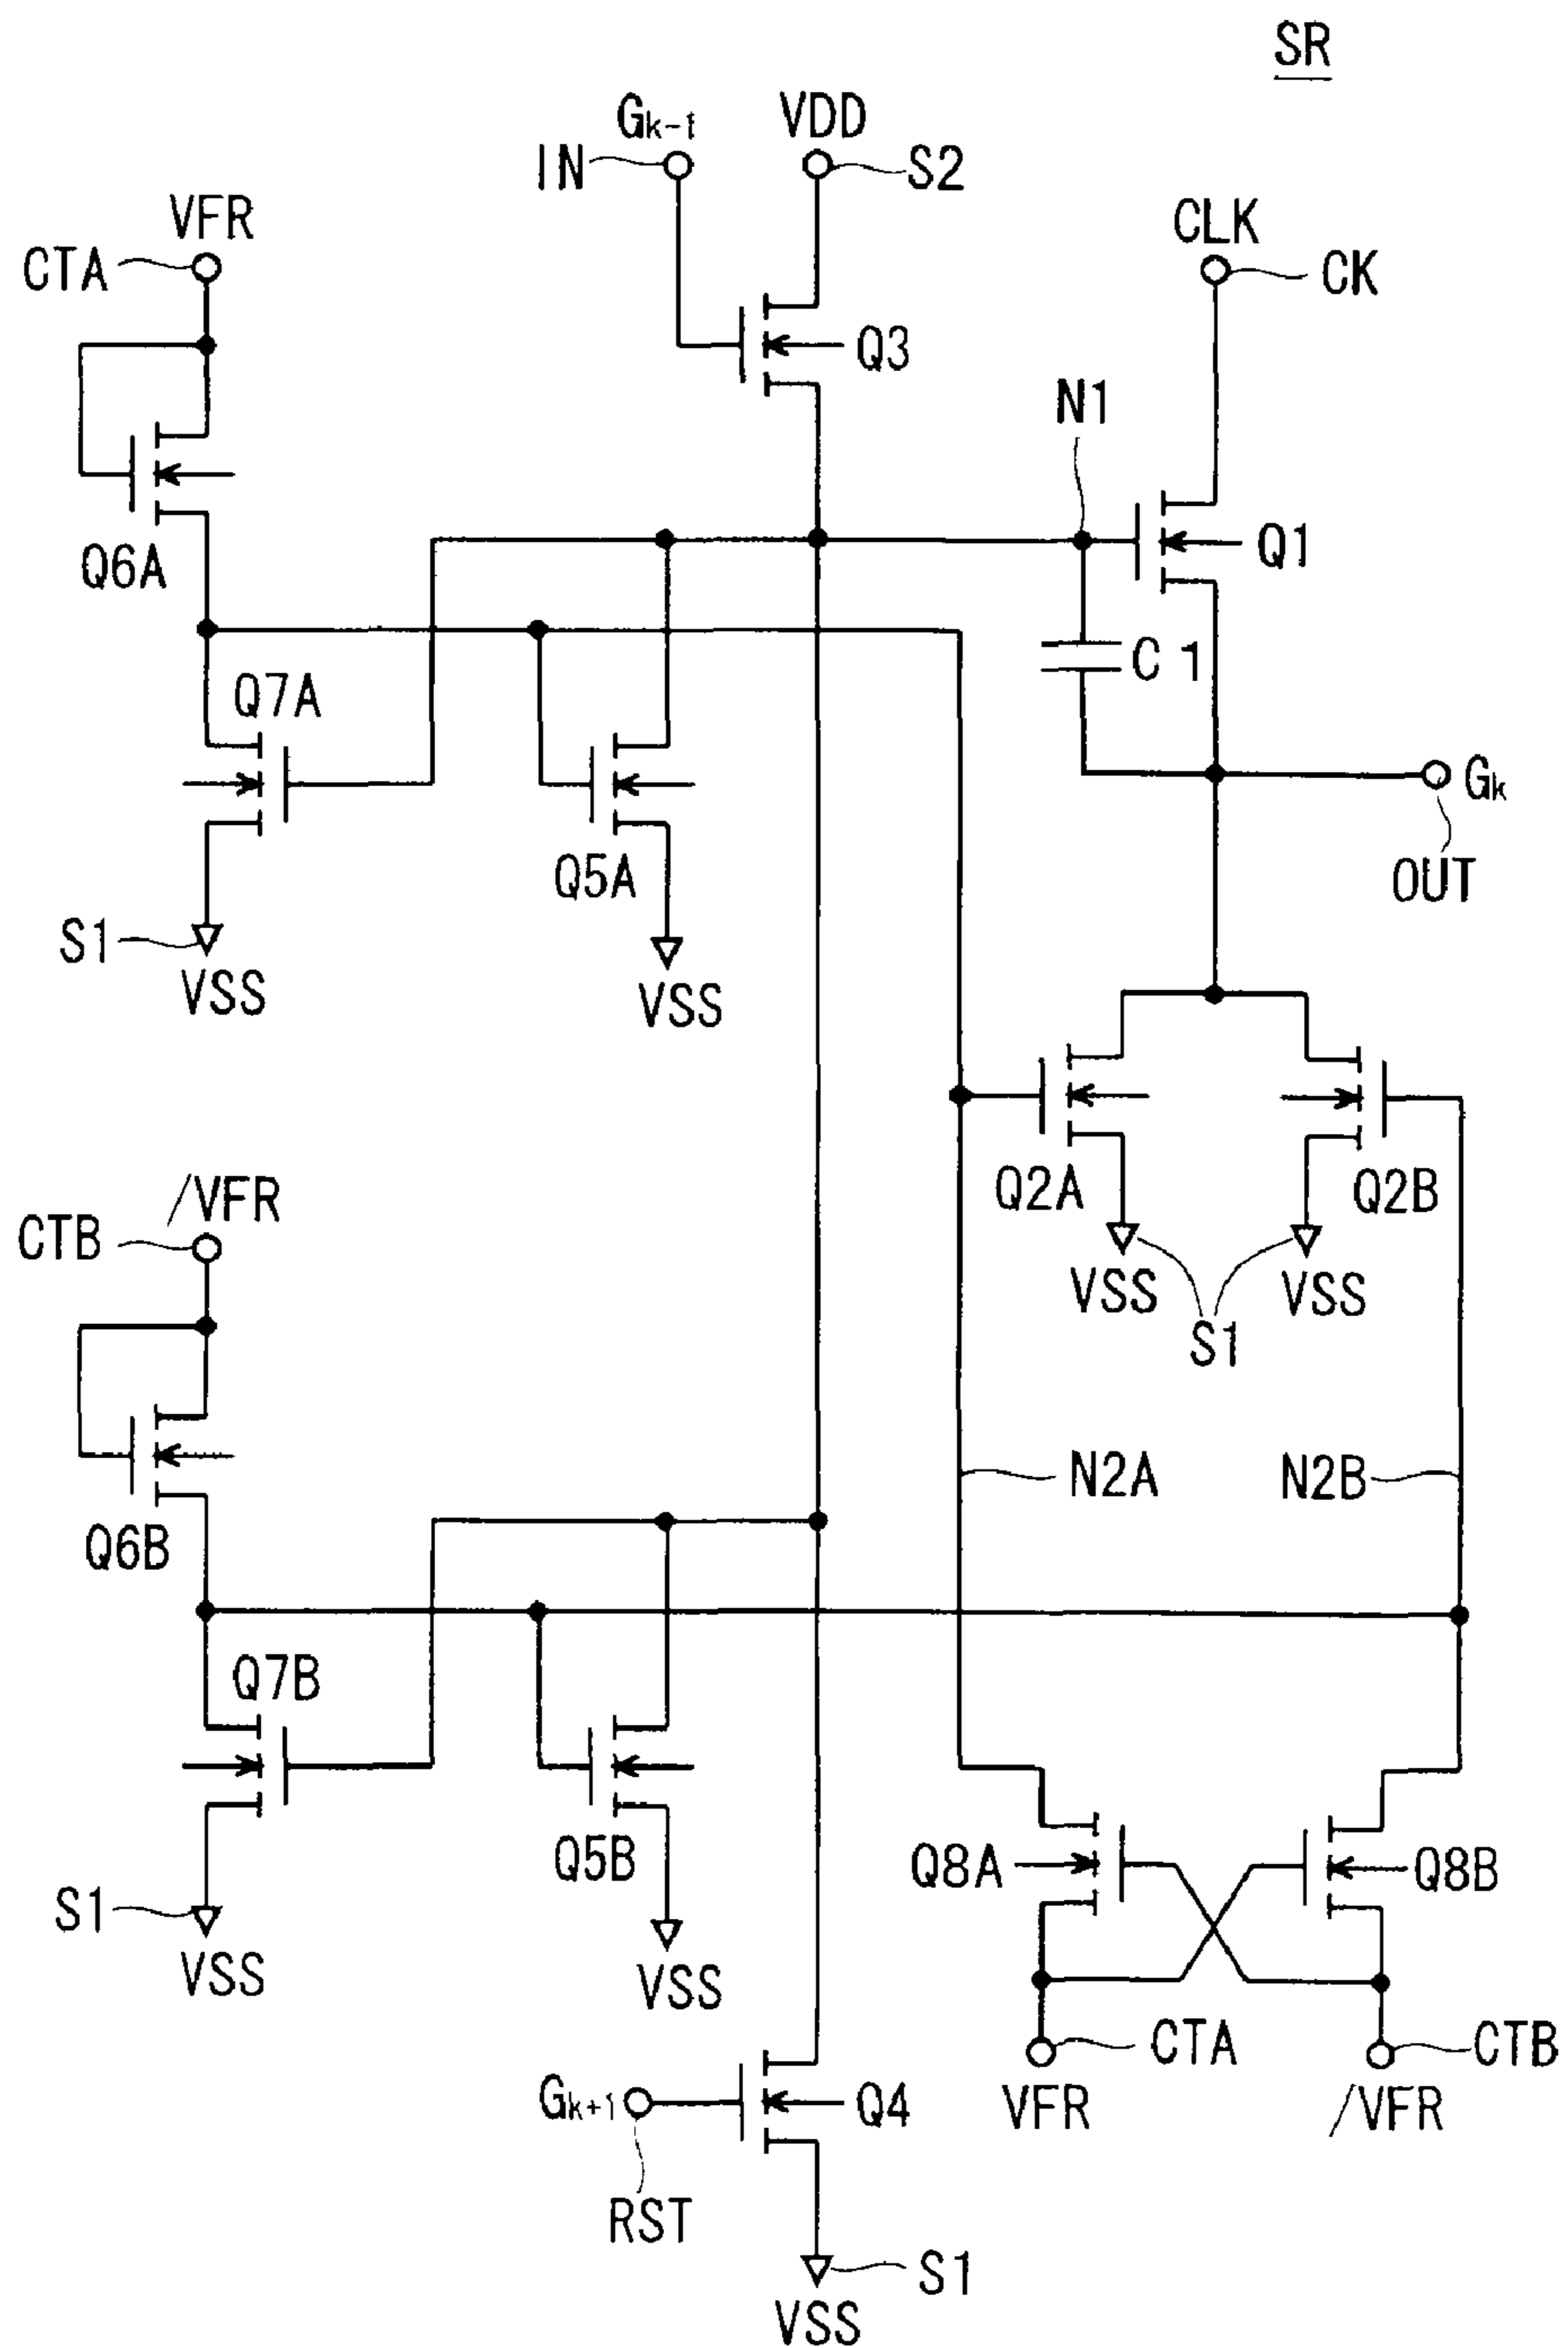 SR
Gk-1
VDD
IN
S2
VFR
CLK
CTA
CK
Q3
N1
Q6A
Q1
C1
Q7A
Gk
Q5A
OUT
S1
VSS
VSS
Q2A
Q2B
/VFR
CTB
VSS
VSS
S1
N2A
N2B
Q6B
Q7B
Q5B
Q8A
Q8B
S1
VSS
VSS
CTA
CTB
Gk+1
Q4
VFR
/VFR
RST
S1
VSS